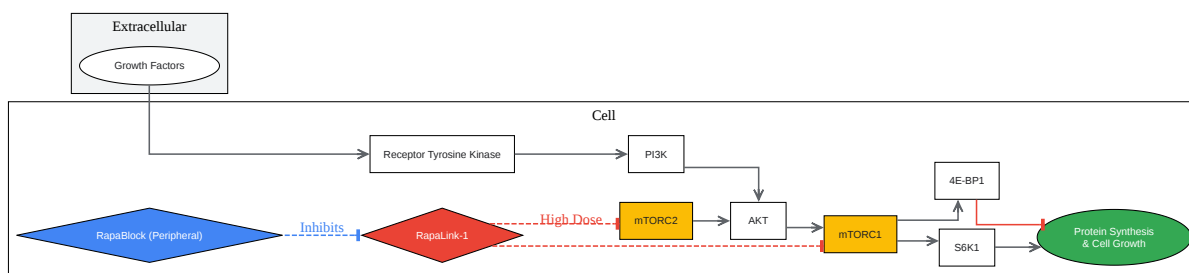 Extracellular
Growth Factors
Cell
Receptor Tyrosine Kinase
PI3K
4E-BP1
RapaBlock (Peripheral)
Inhibits
RapaLink-1
High Dose
mTORC2
AKT
mTORC1
S6K1
Protein Synthesis
& Cell Growth